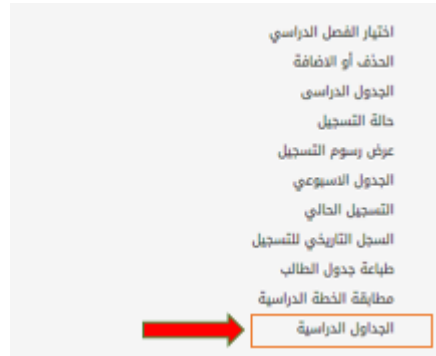 اختيار الفصل الدراسي
الحذف أو الاضافة
الجدول الدراسى
حالة التسجيل
عرض رسوم التسجيل
الجدول الاسبوعي
التسجيل الحالي
السجل التاريخي للتسجيل
طباعة جدول الطالب
مطابقة الخطة الدراسية
الجداول الدراسية